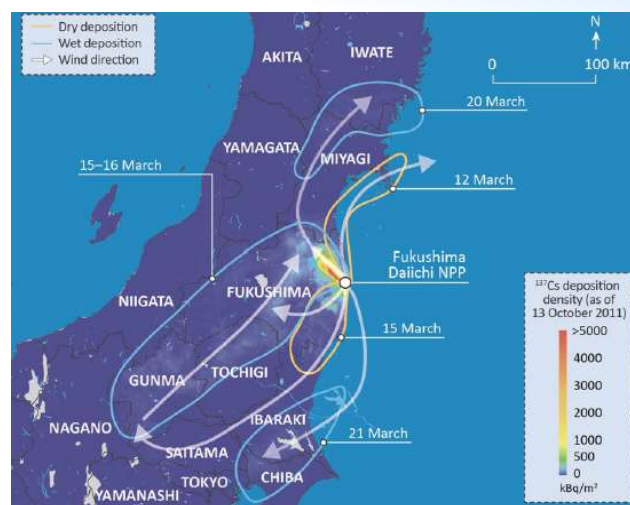 Dry deposition
Wet deposition
Wind direction
N
0 100 km
AKITA
IWATE
20 March
YAMAGATA
MIYAGI
15–16 March
12 March
Fukushima
Daiichi NPP
NIIGATA
FUKUSHIMA
¹³⁷Cs deposition
density (as of
13 October 2011)
>5000
4000
3000
2000
1000
500
0
kBq/m²
15 March
GUNMA
TOCHIGI
NAGANO
IBARAKI
SAITAMA
21 March
TOKYO
CHIBA
YAMANASHI